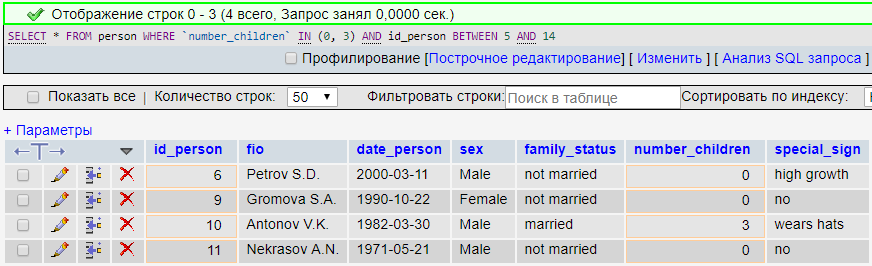 Отображение строк 0 - 3 (4 всего, Запрос занял 0,0000 сек.)
SELECT * FROM person WHERE `number_children` IN (0, 3) AND id_person BETWEEN 5 AND 14
Профилирование [Построчное редактирование] [ Изменить ] [ Анализ SQL запроса ]
Показать все | Количество строк: 50 Фильтровать строки: Поиск в таблице Сортировать по индексу:
+ Параметры
id_person fio date_person sex family_status number_children special_sign
6 Petrov S.D. 2000-03-11 Male not married 0 high growth
9 Gromova S.A. 1990-10-22 Female not married 0 no
10 Antonov V.K. 1982-03-30 Male married 3 wears hats
11 Nekrasov A.N. 1971-05-21 Male not married 0 no